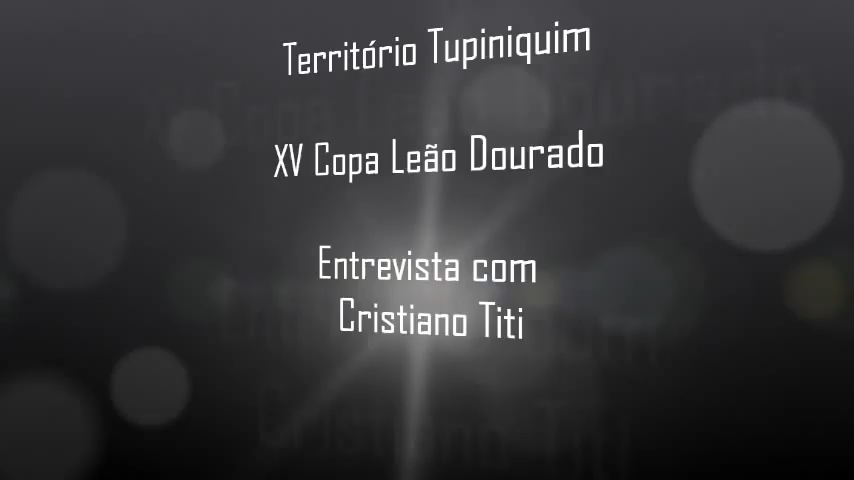 Território Tupiniquim
XV Copa Leão Dourado
Entrevista com
Cristiano Titi